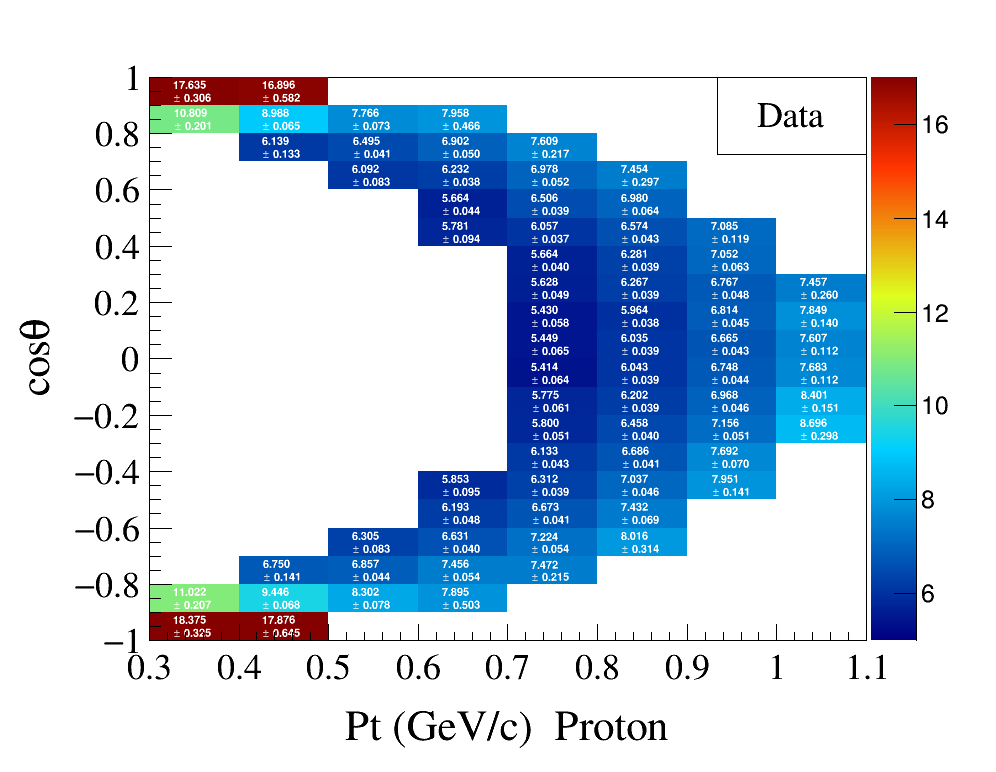 Data
1
0.8
0.6
0.4
0.2
0
−0.2
−0.4
−0.6
−0.8
−1
cosθ
17.635 16.896
± 0.306 ± 0.582
10.809 8.988 7.766 7.958
± 0.201 ± 0.065 ± 0.073 ± 0.466
6.139 6.495 6.902 7.609
± 0.133 ± 0.041 ± 0.050 ± 0.217
6.092 6.232 6.978 7.454
± 0.083 ± 0.038 ± 0.052 ± 0.297
5.664 6.506 6.980
± 0.044 ± 0.039 ± 0.064
5.781 6.057 6.574 7.085
± 0.094 ± 0.037 ± 0.043 ± 0.119
5.664 6.281 7.052
± 0.040 ± 0.039 ± 0.063
5.628 6.267 6.767 7.457
± 0.049 ± 0.039 ± 0.048 ± 0.260
5.430 5.964 6.814 7.849
± 0.058 ± 0.038 ± 0.045 ± 0.140
5.449 6.035 6.665 7.607
± 0.065 ± 0.039 ± 0.043 ± 0.112
5.414 6.043 6.748 7.683
± 0.064 ± 0.039 ± 0.044 ± 0.112
5.775 6.202 6.968 8.401
± 0.061 ± 0.039 ± 0.046 ± 0.151
5.800 6.458 7.156 8.696
± 0.051 ± 0.040 ± 0.051 ± 0.298
6.133 6.686 7.692
± 0.043 ± 0.041 ± 0.070
5.853 6.312 7.037 7.951
± 0.095 ± 0.039 ± 0.046 ± 0.141
6.193 6.673 7.432
± 0.048 ± 0.041 ± 0.069
6.305 6.631 7.224 8.016
± 0.083 ± 0.040 ± 0.054 ± 0.314
6.750 6.857 7.456 7.472
± 0.141 ± 0.044 ± 0.054 ± 0.215
11.022 9.446 8.302 7.895
± 0.207 ± 0.068 ± 0.078 ± 0.503
18.375 17.876
± 0.325 ± 0.645
16
14
12
10
8
6
0.3 0.4 0.5 0.6 0.7 0.8 0.9 1 1.1
Pt (GeV/c) Proton